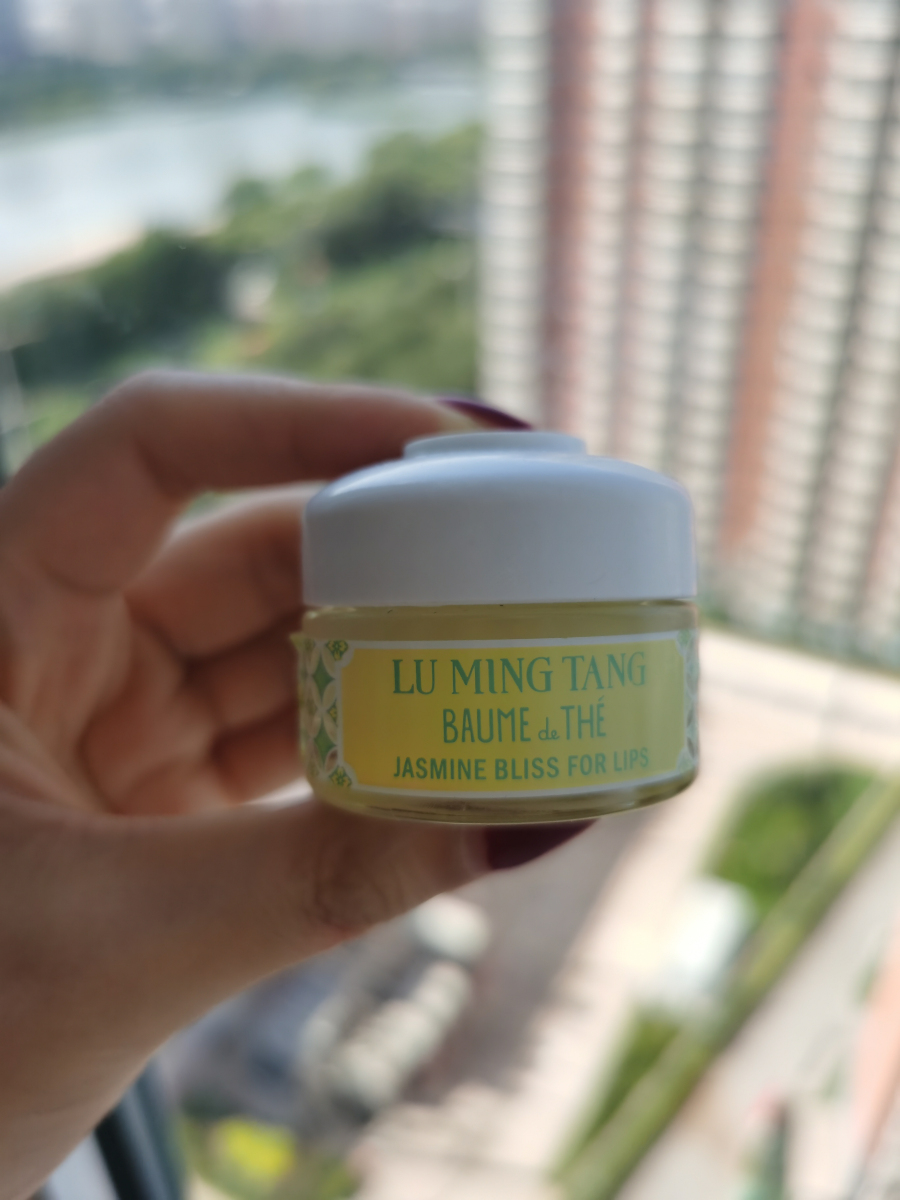 LU MING TANG
BAUME de THÉ
JASMINE BLISS FOR LIPS